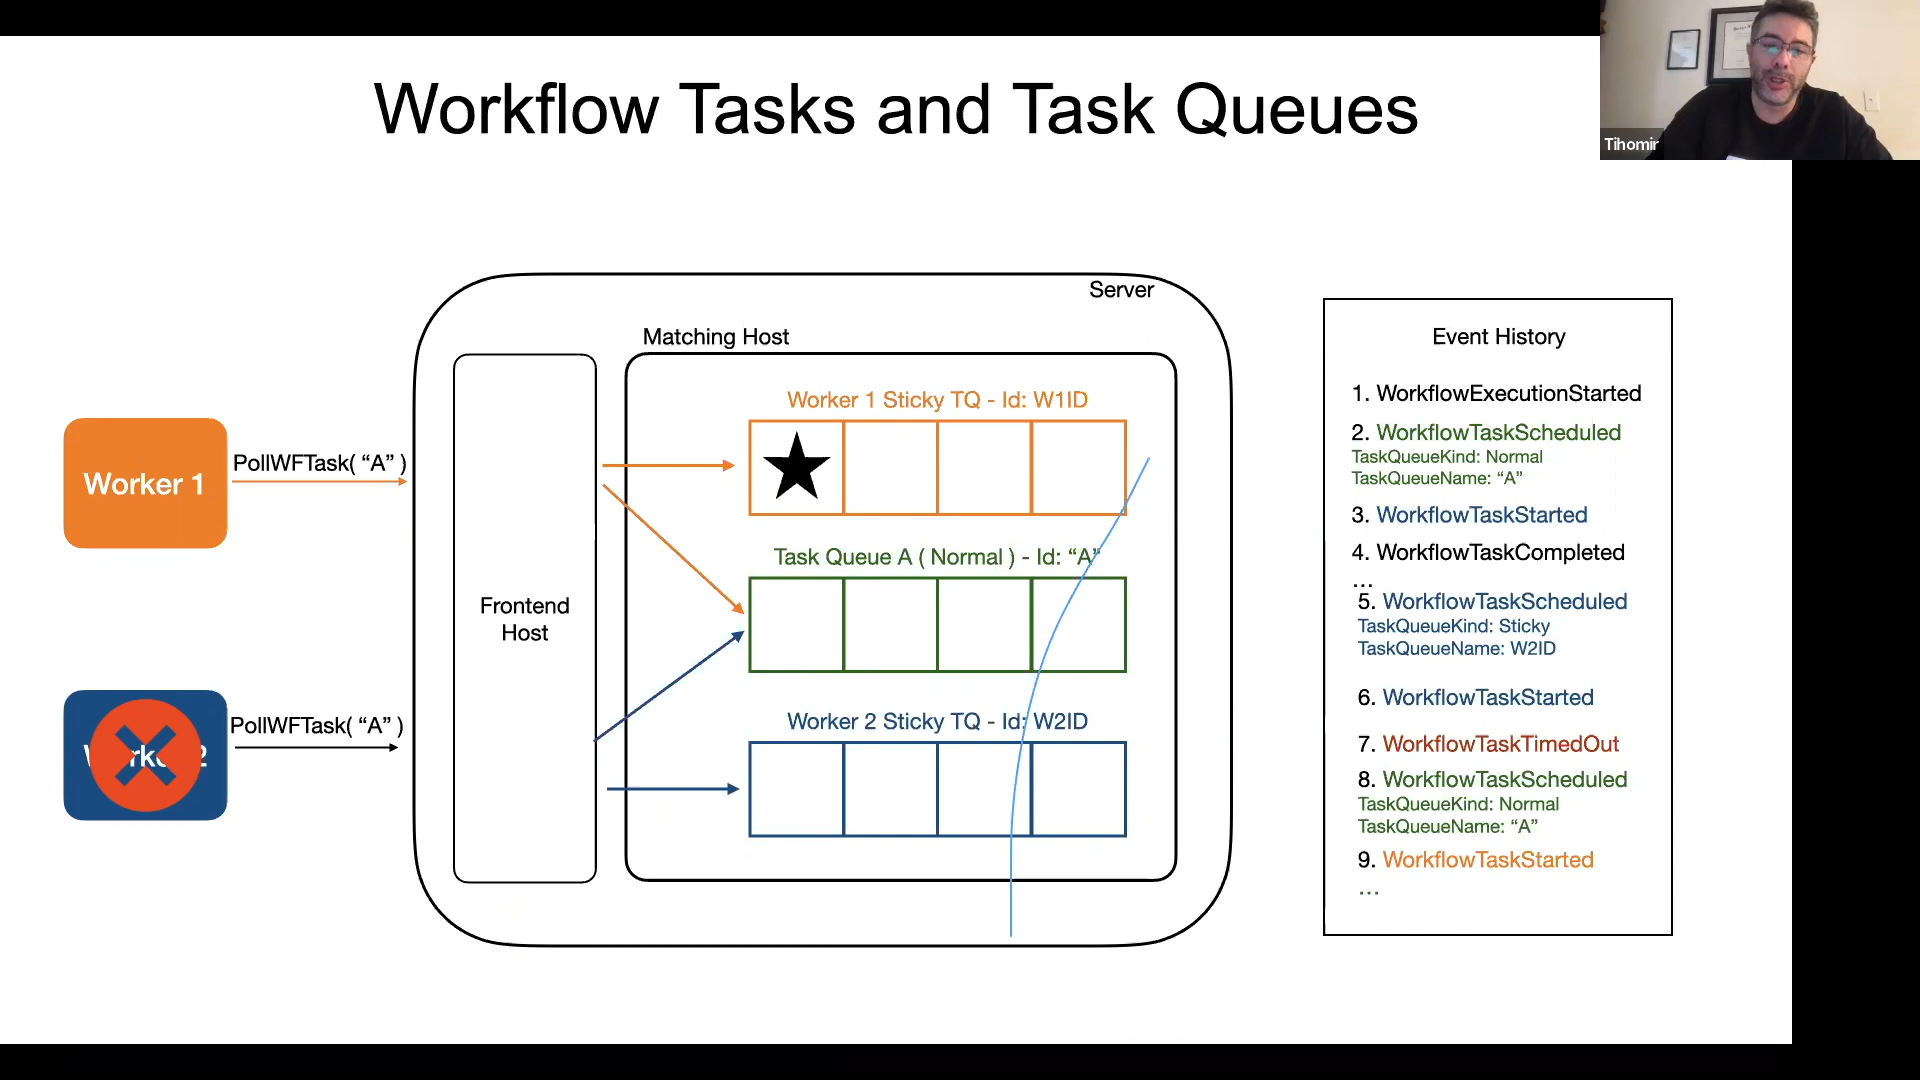 Workflow Tasks and Task Queues
Tihomir
Server
Matching Host
Frontend
Host
Worker 1
PollWFTask( “A” )
PollWFTask( “A” )
Worker 1 Sticky TQ - Id: W1ID
Task Queue A ( Normal ) - Id: “A”
Worker 2 Sticky TQ - Id: W2ID
Event History
1. WorkflowExecutionStarted
2. WorkflowTaskScheduled
TaskQueueKind: Normal
TaskQueueName: “A”
3. WorkflowTaskStarted
4. WorkflowTaskCompleted
...
5. WorkflowTaskScheduled
TaskQueueKind: Sticky
TaskQueueName: W2ID
6. WorkflowTaskStarted
7. WorkflowTaskTimedOut
8. WorkflowTaskScheduled
TaskQueueKind: Normal
TaskQueueName: “A”
9. WorkflowTaskStarted
...